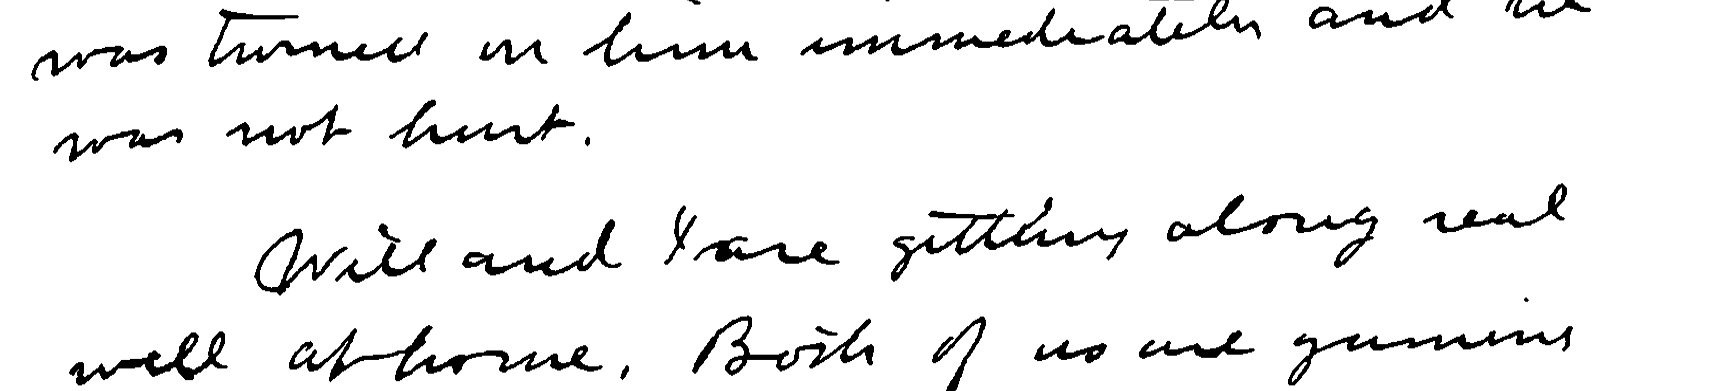 was turned on him immediately and he
was not hurt.
Will and I are getting along real
well at home. Both of us are gaining